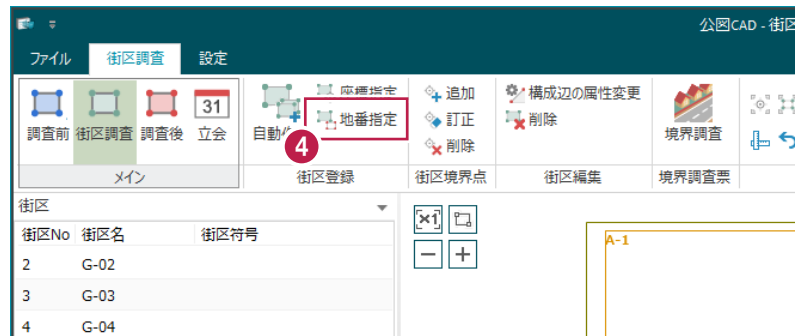 公図CAD - 街区
ファイル 街区調査 設定
調査前 街区調査 調査後 31 立会
自動 座標指定 地番指定
4
追加 訂正 削除
構成辺の属性変更 削除
境界調査
メイン 街区登録 街区境界点 街区編集 境界調査票
街区
街区No 街区名 街区符号
2 G-02
3 G-03
4 G-04
×1
A-1